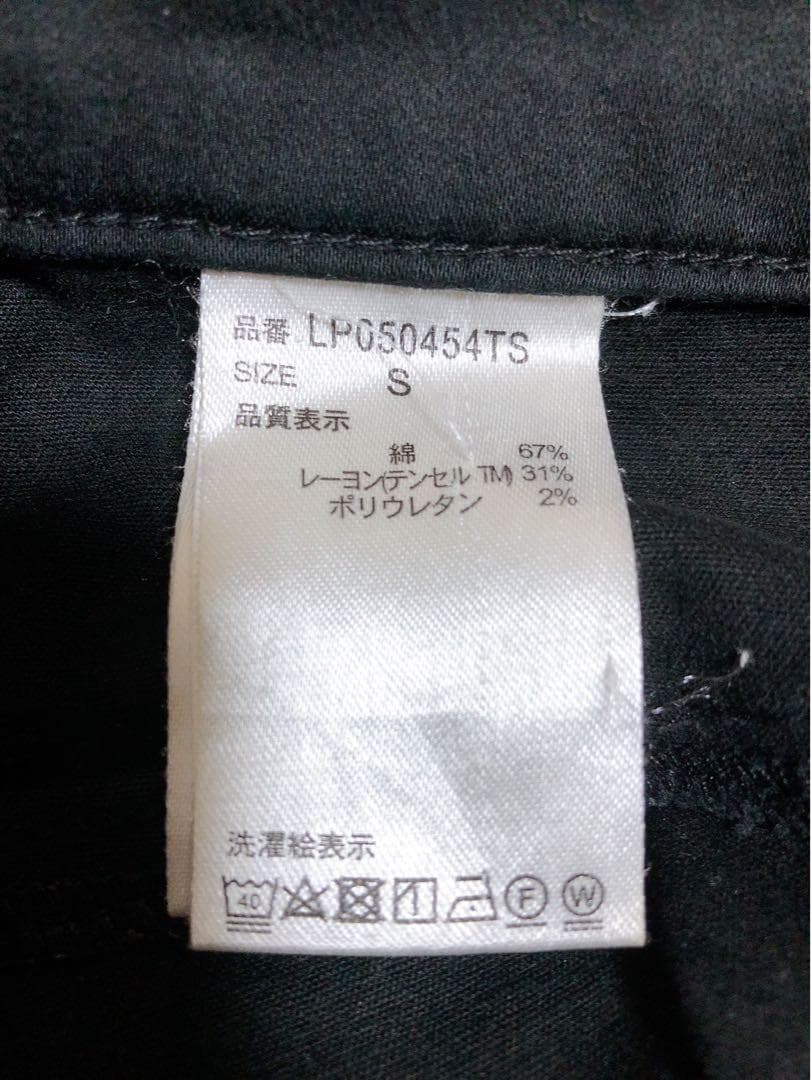 品番 LP050454TS
SIZE S
品質表示
綿 67%
レーヨン(テンセル TM) 31%
ポリウレタン 2%
洗濯絵表示
40 F W